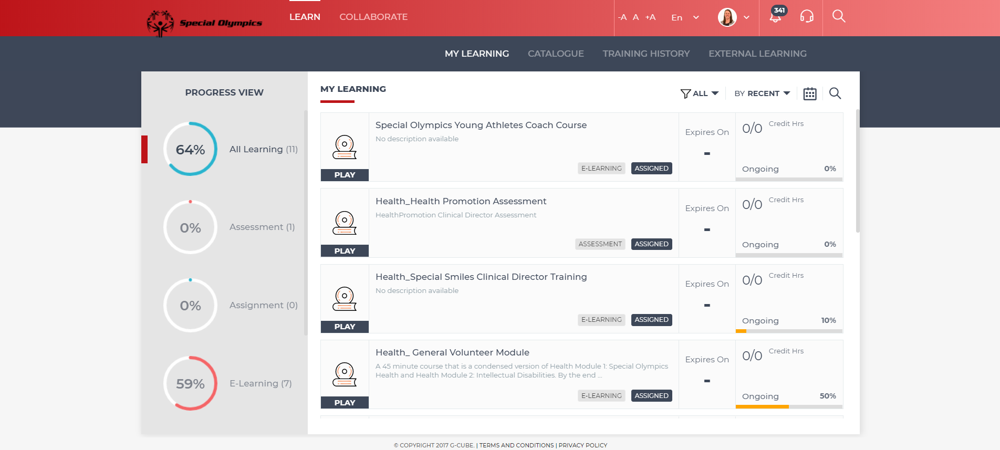 Special Olympics
LEARN
COLLABORATE
-A A +A
En
341
MY LEARNING
CATALOGUE
TRAINING HISTORY
EXTERNAL LEARNING
PROGRESS VIEW
64%
All Learning (11)
0%
Assessment (1)
0%
Assignment (0)
59%
E-Learning (7)
MY LEARNING
ALL
BY RECENT
Special Olympics Young Athletes Coach Course
No description available
E-LEARNING
ASSIGNED
PLAY
Expires On
-
0/0 Credit Hrs
Ongoing 0%
Health_Health Promotion Assessment
HealthPromotion Clinical Director Assessment
ASSESSMENT
ASSIGNED
PLAY
Expires On
-
0/0 Credit Hrs
Ongoing 0%
Health_Special Smiles Clinical Director Training
No description available
E-LEARNING
ASSIGNED
PLAY
Expires On
-
0/0 Credit Hrs
Ongoing 10%
Health_ General Volunteer Module
A 45 minute course that is a condensed version of Health Module 1: Special Olympics
Health and Health Module 2: Intellectual Disabilities. By the end ...
E-LEARNING
ASSIGNED
PLAY
Expires On
-
0/0 Credit Hrs
Ongoing 50%
© COPYRIGHT 2017 G-CUBE. | TERMS AND CONDITIONS | PRIVACY POLICY